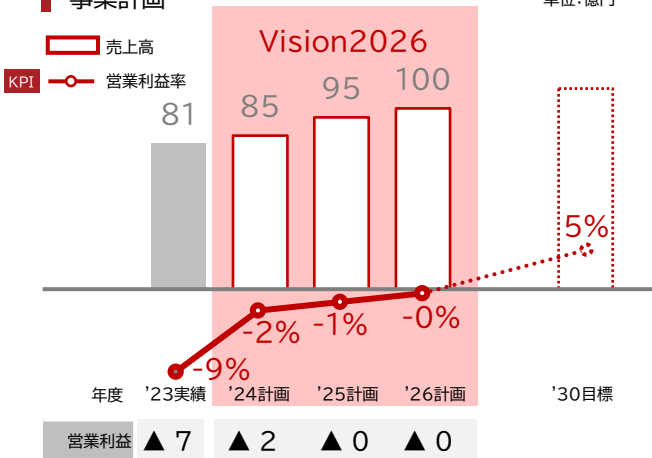 事業計画
単位:億円
売上高
KPI 営業利益率
Vision2026
81 85 95 100
5%
-9% -2% -1% -0%
年度 '23実績 '24計画 '25計画 '26計画 '30目標
営業利益 ▲ 7 ▲ 2 ▲ 0 ▲ 0